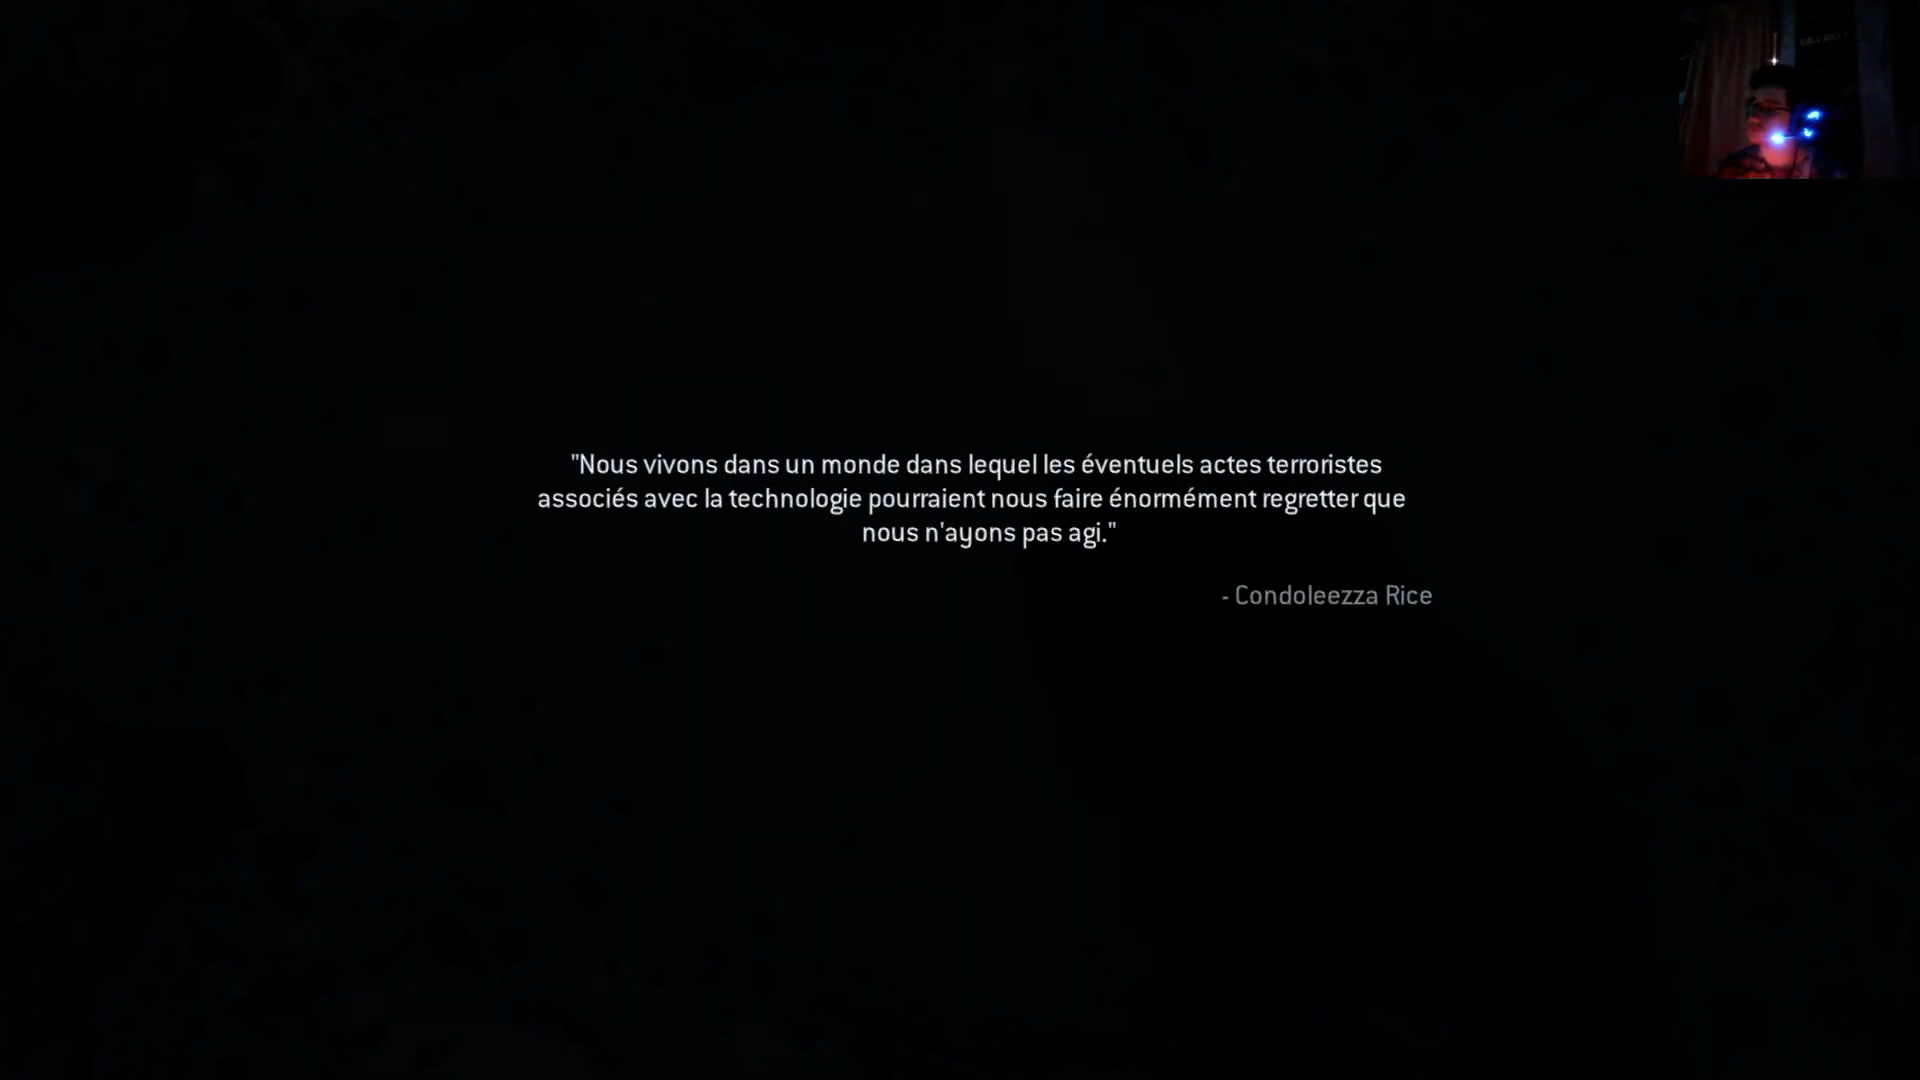 "Nous vivons dans un monde dans lequel les éventuels actes terroristes
associés avec la technologie pourraient nous faire énormément regretter que
nous n'ayons pas agi."
- Condoleezza Rice